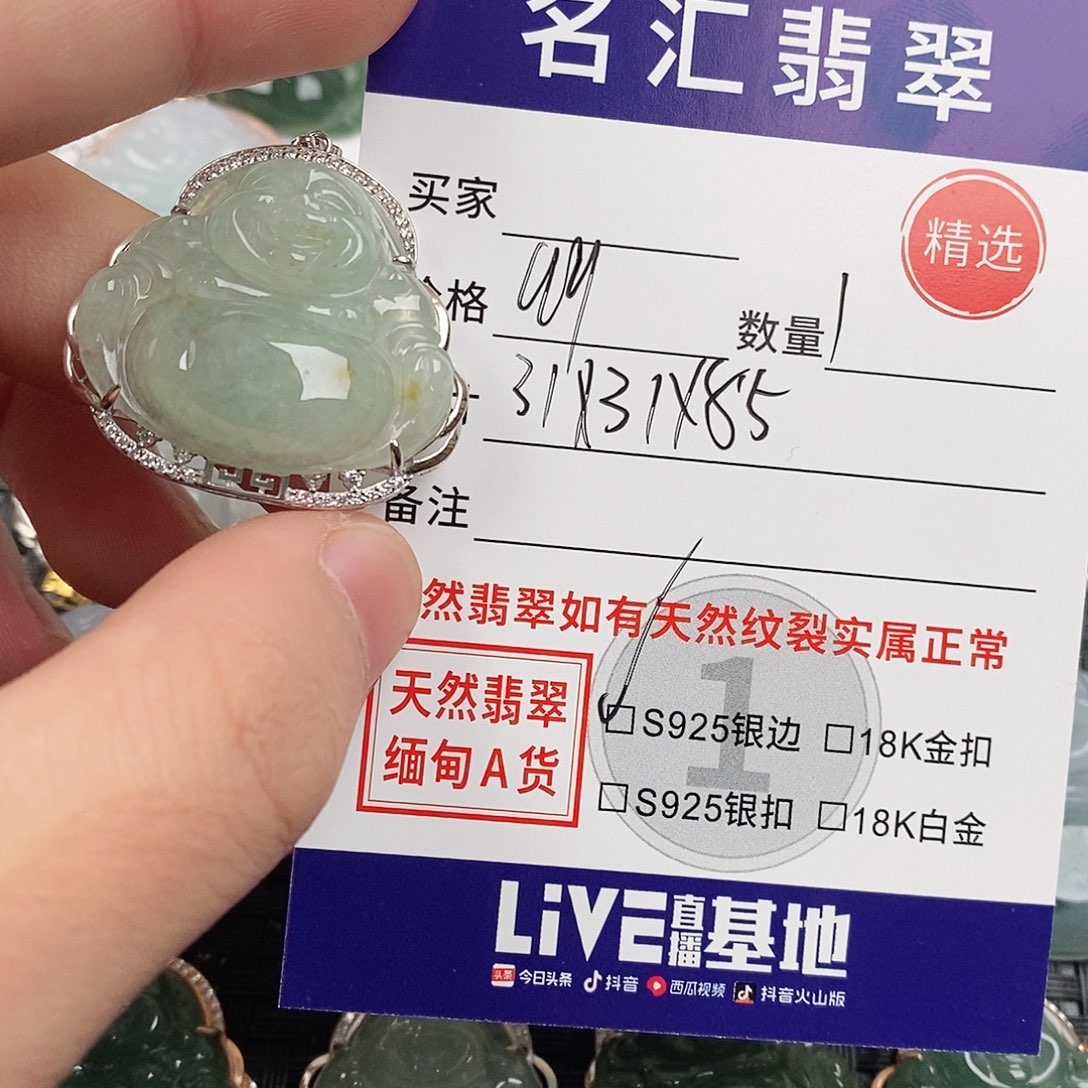 名汇翡翠
买家
精选
格
数量 1
31X31X85
备注
然翡翠如有天然纹裂实属正常
天然翡翠
缅甸A货
1
S925银边 18K金扣
S925银扣 18K白金
LiVE直播基地
头条 今日头条 抖音 西瓜视频 抖音火山版